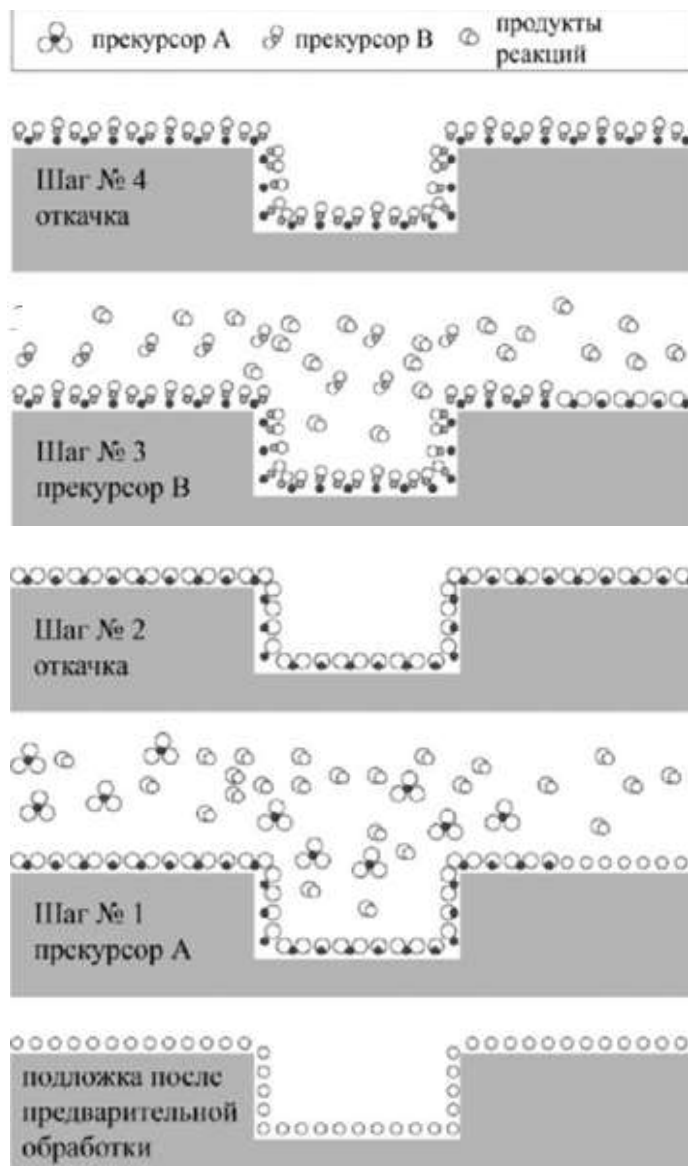 прекурсор А прекурсор В продукты
реакций
Шаг № 4
откачка
Шаг № 3
прекурсор В
Шаг № 2
откачка
Шаг № 1
прекурсор А
подложка после
предварительной
обработки